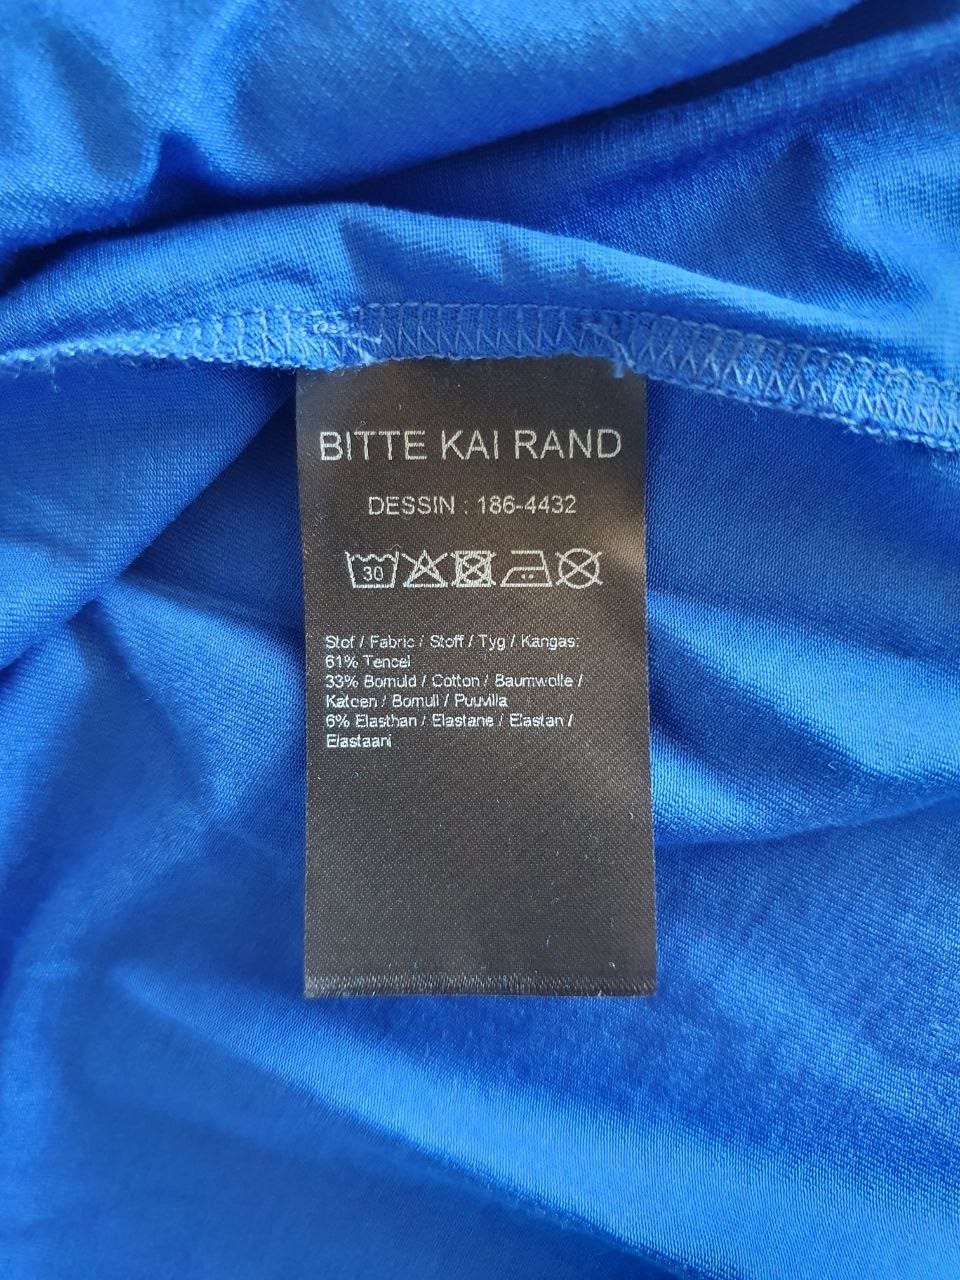 BITTE KAI RAND
DESSIN : 186-4432
30
Stof / Fabric / Stoff / Tyg / Kangas:
61% Tencel
33% Bomuld / Cotton / Baumwolle /
Katoen / Bomull / Puuvilla
6% Elasthan / Elastane / Elastan /
Elastaani